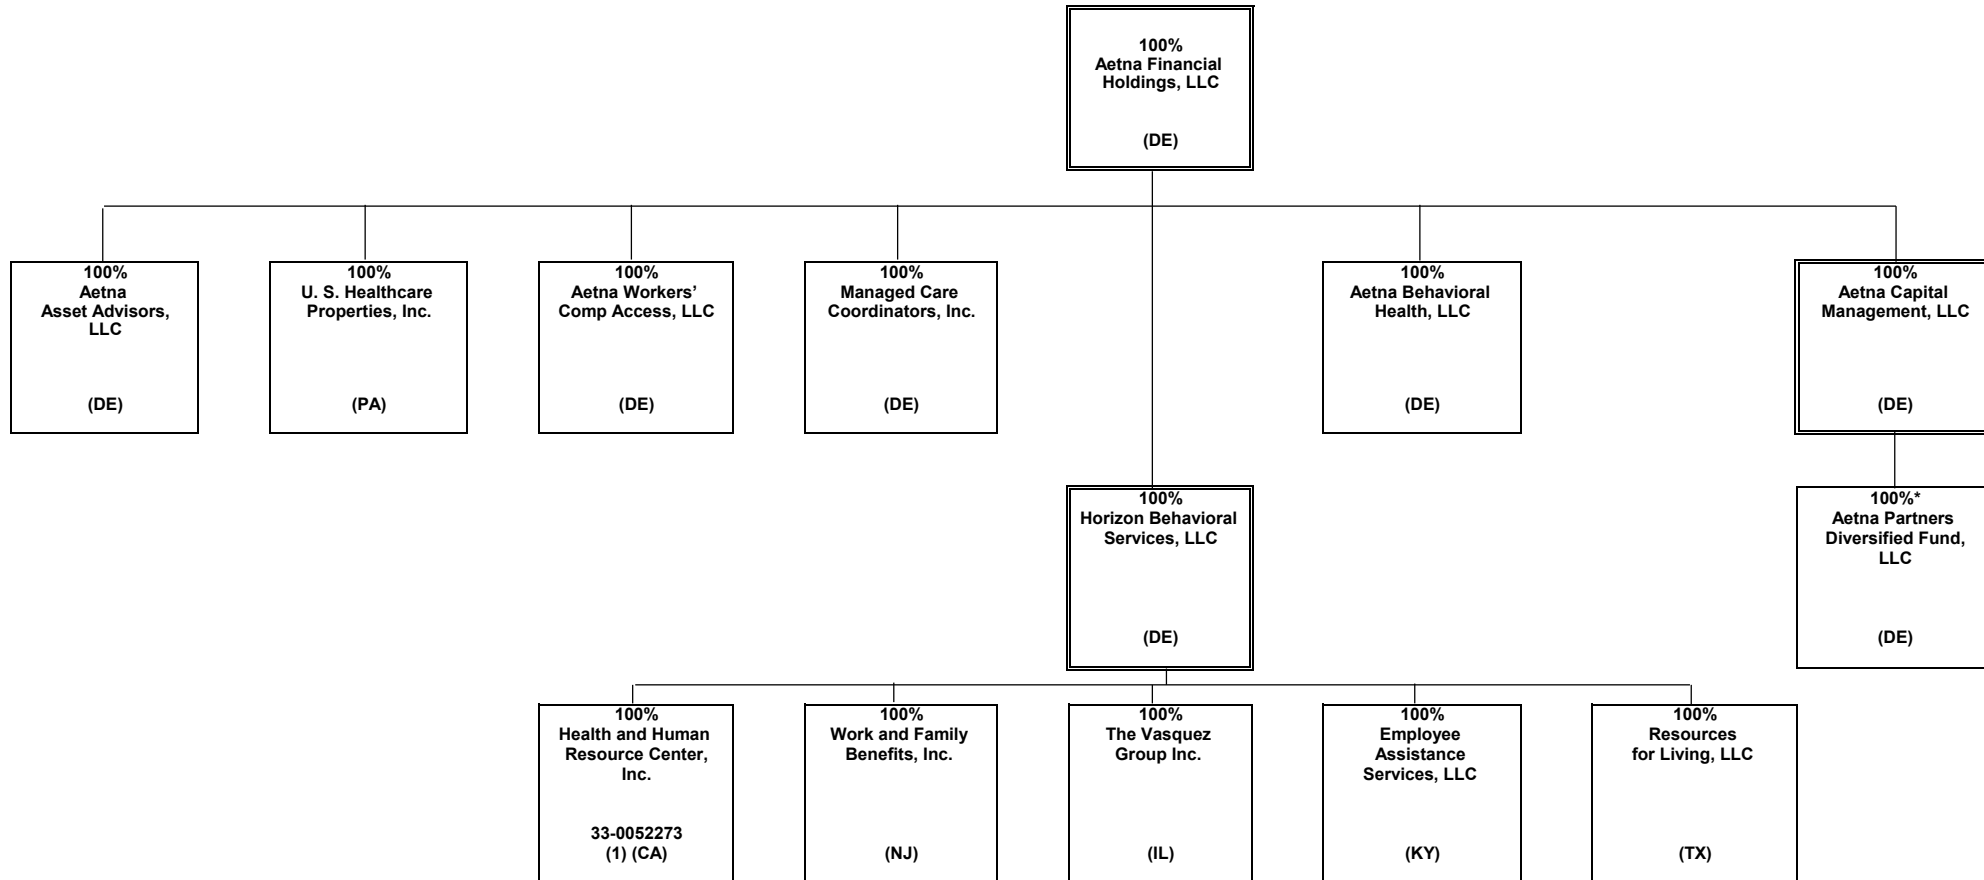 100%
Aetna Financial
Holdings, LLC
(DE)
100%
Aetna
Asset Advisors,
LLC
(DE)
100%
U. S. Healthcare
Properties, Inc.
(PA)
100%
Aetna Workers’
Comp Access, LLC
(DE)
100%
Managed Care
Coordinators, Inc.
(DE)
100%
Aetna Behavioral
Health, LLC
(DE)
100%
Aetna Capital
Management, LLC
(DE)
100%
Horizon Behavioral
Services, LLC
(DE)
100%*
Aetna Partners
Diversified Fund,
LLC
(DE)
100%
Health and Human
Resource Center,
Inc.
33-0052273
(1) (CA)
100%
Work and Family
Benefits, Inc.
(NJ)
100%
The Vasquez
Group Inc.
(IL)
100%
Employee
Assistance
Services, LLC
(KY)
100%
Resources
for Living, LLC
(TX)